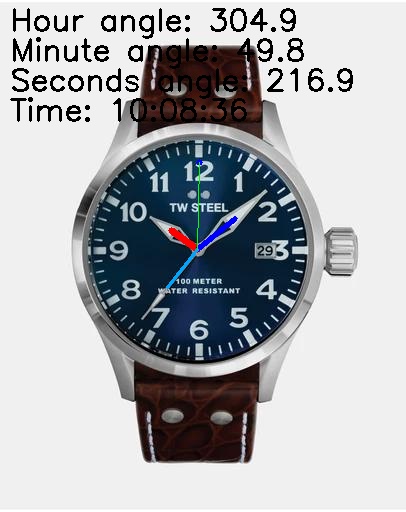 Hour angle: 304.9
Minute angle: 49.8
Seconds angle: 216.9
Time: 10:08:36
12
11 1
TW STEEL
10 2
9 29 3
100 METER
8 4
WATER RESISTANT
7 5
6